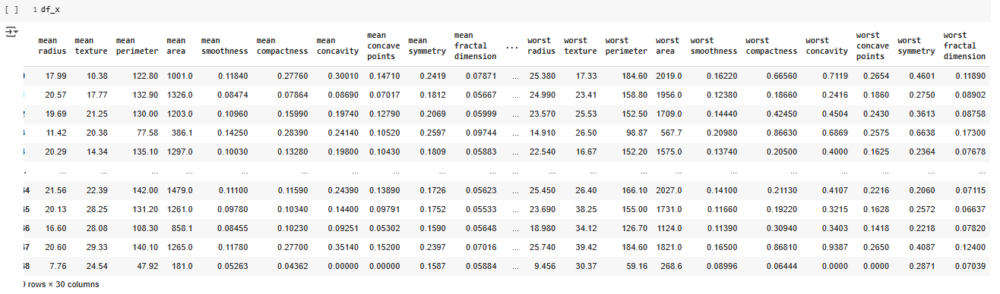 [ ] 1 df_x
mean radius mean texture mean perimeter mean area mean smoothness mean compactness mean concavity mean concave points mean symmetry mean fractal dimension ... worst radius worst texture worst perimeter worst area worst smoothness worst compactness worst concavity worst concave points worst symmetry worst fractal dimension
17.99 10.38 122.80 1001.0 0.11840 0.27760 0.30010 0.14710 0.2419 0.07871 ... 25.380 17.33 184.60 2019.0 0.16220 0.66560 0.7119 0.2654 0.4601 0.11890
20.57 17.77 132.90 1326.0 0.08474 0.07864 0.08690 0.07017 0.1812 0.05667 ... 24.990 23.41 158.80 1956.0 0.12380 0.18660 0.2416 0.1860 0.2750 0.08902
19.69 21.25 130.00 1203.0 0.10960 0.15990 0.19740 0.12790 0.2069 0.05999 ... 23.570 25.53 152.50 1709.0 0.14440 0.42450 0.4504 0.2430 0.3613 0.08758
11.42 20.38 77.58 386.1 0.14250 0.28390 0.24140 0.10520 0.2597 0.09744 ... 14.910 26.50 98.87 567.7 0.20980 0.86630 0.6869 0.2575 0.6638 0.17300
20.29 14.34 135.10 1297.0 0.10030 0.13280 0.19800 0.10430 0.1809 0.05883 ... 22.540 16.67 152.20 1575.0 0.13740 0.20500 0.4000 0.1625 0.2364 0.07678
... ... ... ... ... ... ... ... ... ... ... ... ... ... ... ... ... ... ... ... ...
21.56 22.39 142.00 1479.0 0.11100 0.11590 0.24390 0.13890 0.1726 0.05623 ... 25.450 26.40 166.10 2027.0 0.14100 0.21130 0.4107 0.2216 0.2060 0.07115
20.13 28.25 131.20 1261.0 0.09780 0.10340 0.14400 0.09791 0.1752 0.05533 ... 23.690 38.25 155.00 1731.0 0.11660 0.19220 0.3215 0.1628 0.2572 0.06637
16.60 28.08 108.30 858.1 0.08455 0.10230 0.09251 0.05302 0.1590 0.05648 ... 18.980 34.12 126.70 1124.0 0.11390 0.30940 0.3403 0.1418 0.2218 0.07820
20.60 29.33 140.10 1265.0 0.11780 0.27700 0.35140 0.15200 0.2397 0.07016 ... 25.740 39.42 184.60 1821.0 0.16500 0.86810 0.9387 0.2650 0.4087 0.12400
7.76 24.54 47.92 181.0 0.05263 0.04362 0.00000 0.00000 0.1587 0.05884 ... 9.456 30.37 59.16 268.6 0.08996 0.06444 0.0000 0.0000 0.2871 0.07039
rows × 30 columns